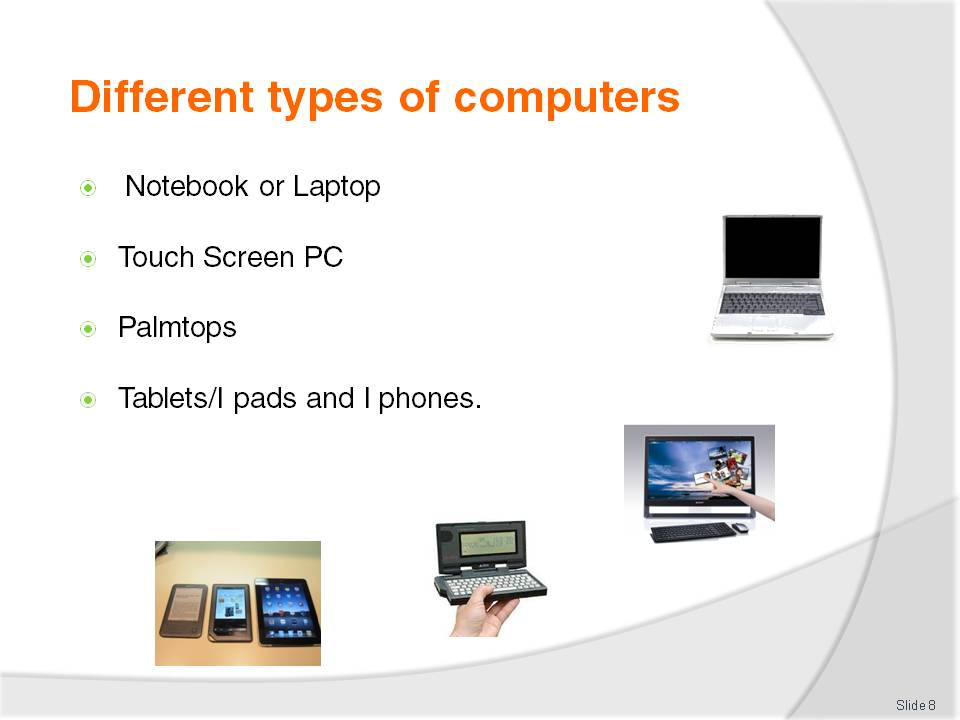 Different types of computers
Notebook or Laptop
Touch Screen PC
Palmtops
Tablets/I pads and I phones.
Slide 8